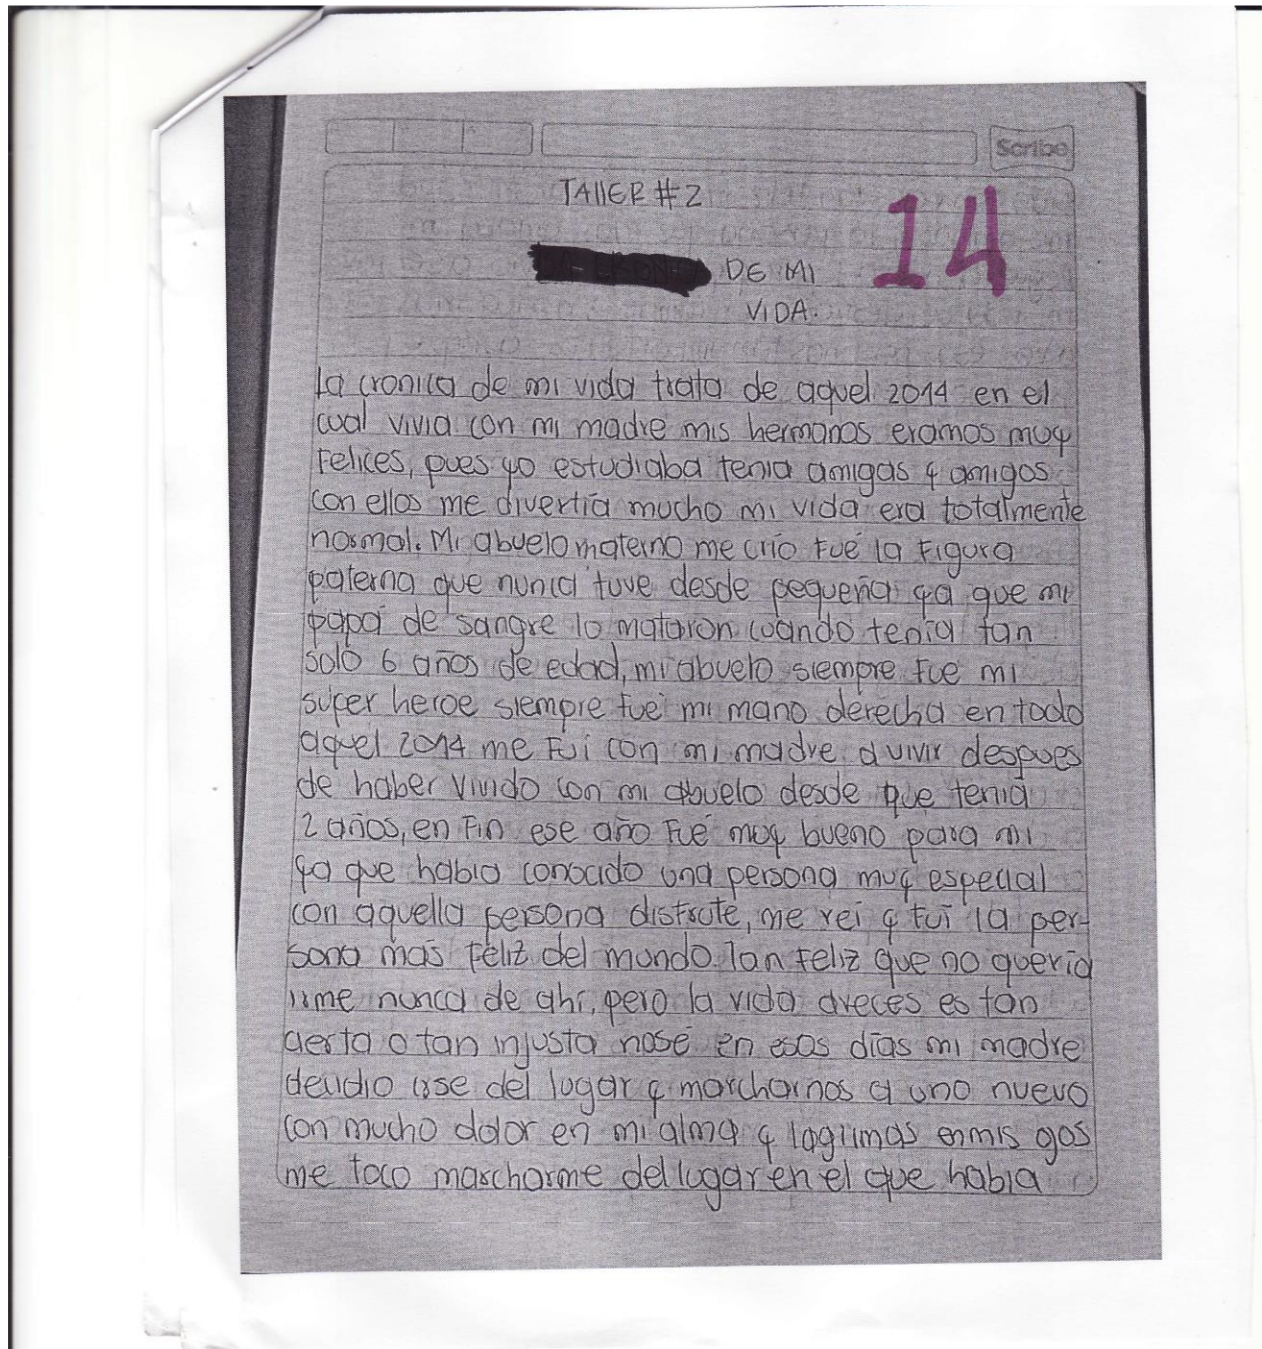 Scribe
TALLER #2
14
DE MI
VIDA.
La cronica de mi vida trata de aquel 2014 en el
cual vivia con mi madre mis hermanos eramos muy
Felices, pues yo estudiaba tenia amigas y amigos
con ellos me divertía mucho mi vida era totalmente
normal. Mi abuelo materno me crio Fué la Figura
paterna que nunca tuve desde pequeña ya que mi
papá de sangre lo mataron cuando tenia tan
solo 6 años de edad, mi abuelo siempre Fue mi
super heroe siempre Fue mi mano derecha en todo
aquel 2014 me Fui con mi madre a vivir despues
de haber vivido con mi abuelo desde que tenia
2 años, en Fin ese año Fué muy bueno para mi
ya que habia conocido una persona muy especial
con aquella persona disfrute, me rei y fui la per-
sona mas Feliz del mundo. Tan Feliz que no queria
irme nunca de ahi, pero la vida aveces es tan
cierta o tan injusta nosé en esos días mi madre
decidio irse del lugar y marcharnos a uno nuevo
con mucho dolor en mi alma y lagrimas en mis ojos
me toco marcharme del lugar en el que habia